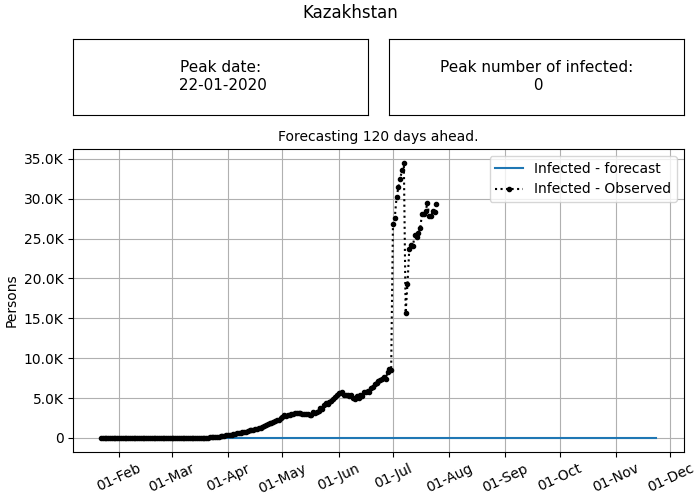 Kazakhstan
Peak date:
22-01-2020
Peak number of infected:
0
Forecasting 120 days ahead.
Infected - forecast
Infected - Observed
Persons
35.0K
30.0K
25.0K
20.0K
15.0K
10.0K
5.0K
0
01-Feb
01-Mar
01-Apr
01-May
01-Jun
01-Jul
01-Aug
01-Sep
01-Oct
01-Nov
01-Dec